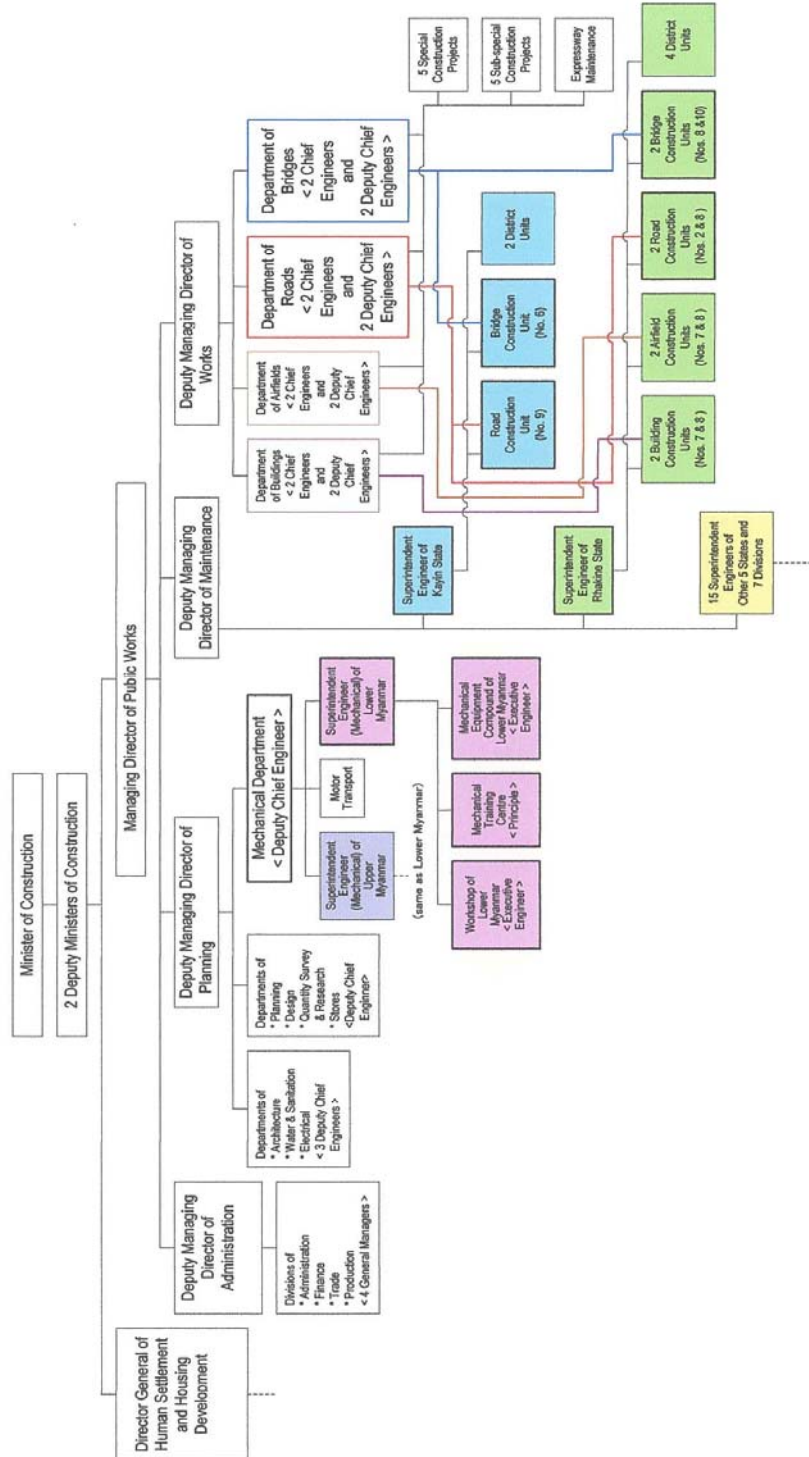 Minister of Construction
2 Deputy Ministers of Construction
Director General of
Human Settlement
and Housing
Development
Managing Director of Public Works
Deputy Managing
Director of
Administration
Deputy Managing Director of
Planning
Deputy Managing
Director of Maintenance
Deputy Managing Director of
Works
Divisions of
* Administration
* Finance
* Trade
* Production
< 4 General Managers >
Departments of
* Architecture
* Water & Sanitation
* Electrical
< 3 Deputy Chief
Engineers >
Departments of
* Planning
* Design
* Quantity Survey
& Research
* Stores
<Deputy Chief
Enginner>
Mechanical Department
< Deputy Chief Engineer >
Superintendent
Engineer
(Mechanical) of
Upper
Myanmar
Motor
Transport
Superintendent
Engineer
(Mechanical) of
Lower
Myanmar
(same as Lower Myanmar)
Workshop of
Lower
Myanmar
< Executive
Engineer >
Mechanical
Training
Centre
< Principle >
Mechanical
Equipment
Compound of
Lower Myanmar
< Executive
Engineer >
Department
of Buildings
< 2 Chief
Engineers
and
2 Deputy
Chief
Engineers >
Department
of Airfields
< 2 Chief
Engineers
and
2 Deputy
Chief
Engineers >
Department of
Roads
< 2 Chief
Engineers
and
2 Deputy Chief
Engineers >
Department of
Bridges
< 2 Chief
Engineers
and
2 Deputy Chief
Engineers >
5 Special
Construction
Projects
5 Sub-special
Construction
Projects
Expressway
Maintenance
Superintendent
Engineer of
Kayin State
Road
Construction
Unit
(No. 9)
Bridge
Construction
Unit
(No. 6)
2 District
Units
Superintendent
Engineer of
Rhakine State
2 Building
Construction
Units
(Nos. 7 & 8 )
2 Airfield
Construction
Units
(Nos. 7 & 8)
2 Road
Construction
Units
(Nos. 2 & 8)
2 Bridge
Construction
Units
(Nos. 8 &10)
4 District
Units
15 Superintendent
Engineers of
Other 5 States and
7 Divisions